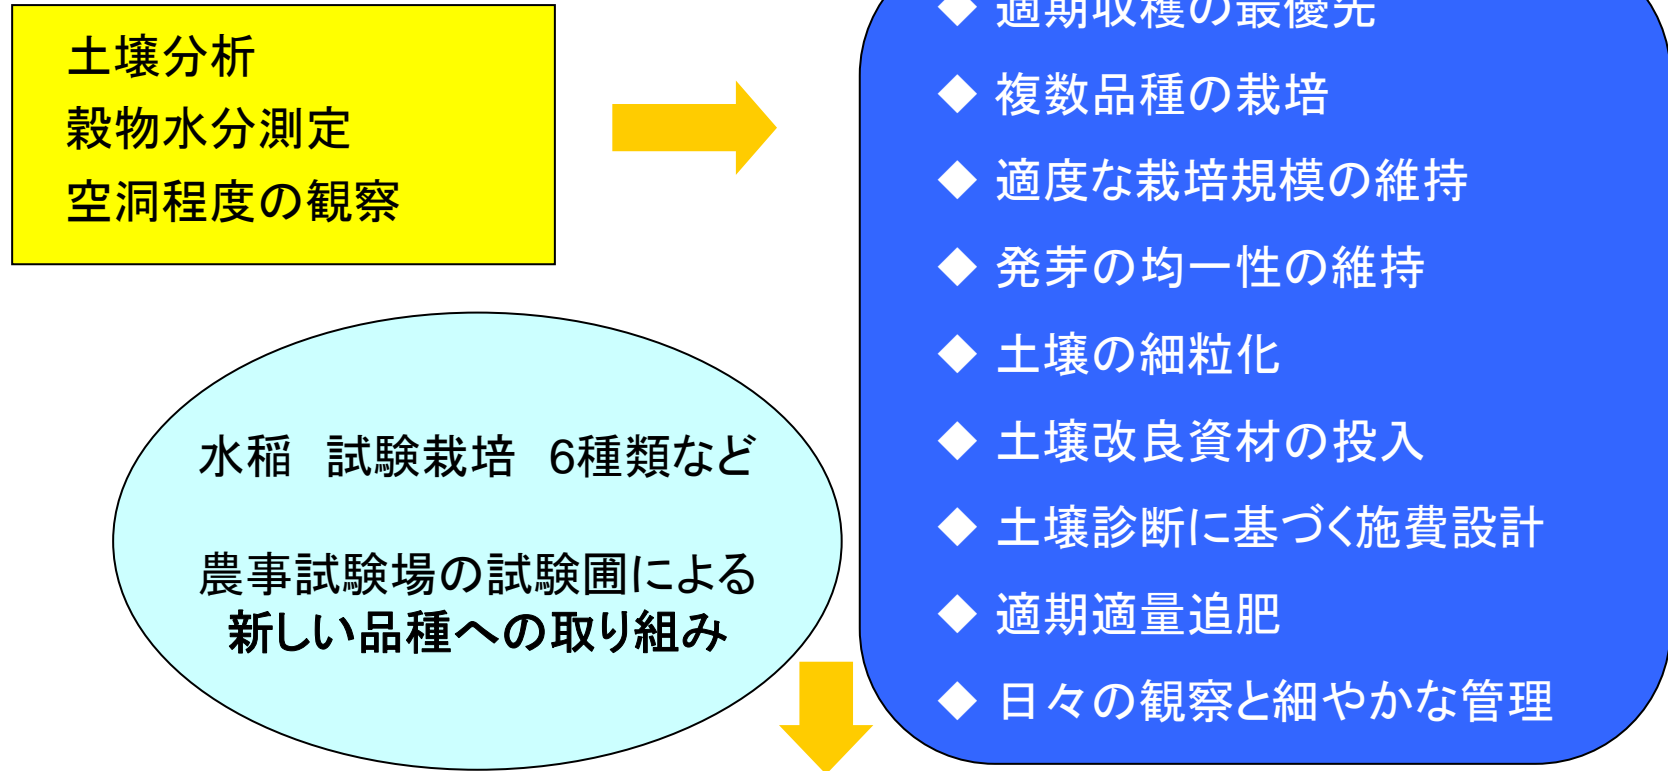 土壌分析
穀物水分測定
空洞程度の観察
◆ 適期収穫の最優先
◆ 複数品種の栽培
◆ 適度な栽培規模の維持
◆ 発芽の均一性の維持
◆ 土壌の細粒化
◆ 土壌改良資材の投入
◆ 土壌診断に基づく施費設計
◆ 適期適量追肥
◆ 日々の観察と細やかな管理
水稲　試験栽培　6種類など
農事試験場の試験圃による
新しい品種への取り組み